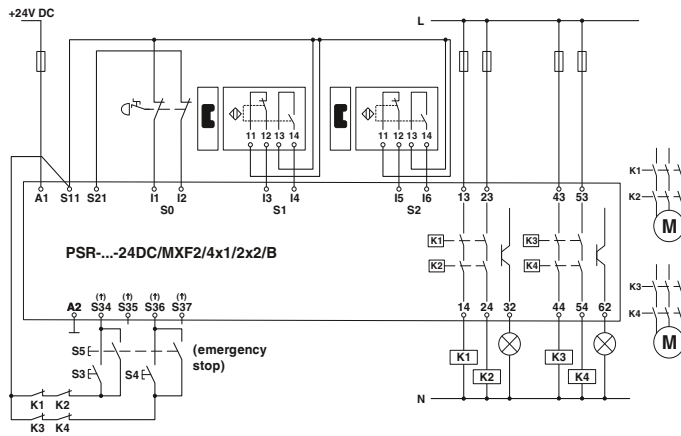 +24V DC
L
11 12 13 14
11 12 13 14
K1
K2
M
A1 S11 S21 I1 I2 I3 I4 I5 I6 13 23 43 53
S0 S1 S2
K1 K3
K2 K4
PSR-...-24DC/MXF2/4x1/2x2/B
K3
K4
M
A2 S34 S35 S36 S37 14 24 32 44 54 62
(†) (†) (†) (†)
S5
(emergency
stop)
S3 S4
K1 K3
K2 K4
K1 K2
K3 K4
N